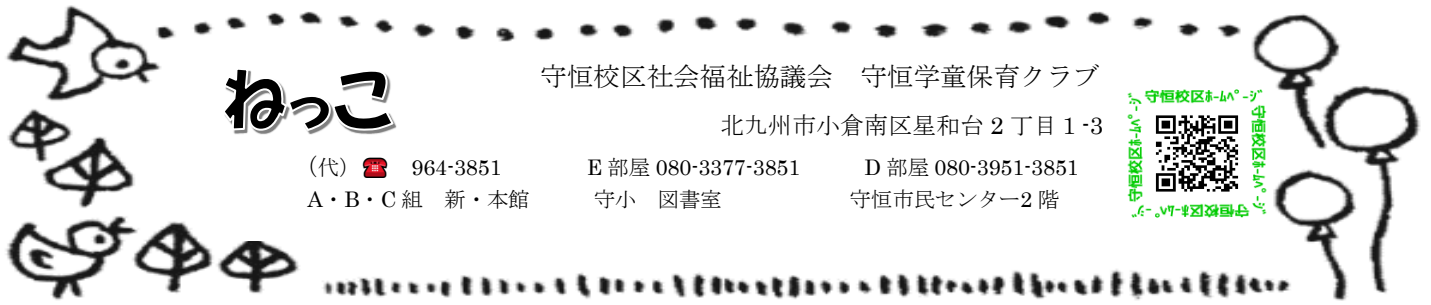 ねっこ
守恒校区社会福祉協議会　守恒学童保育クラブ
北九州市小倉南区星和台２丁目１-3
（代）☎　964-3851　E 部屋 080-3377-3851　D 部屋 080-3951-3851
A・B・C 組　新・本館　守小　図書室　守恒市民センター2 階
守恒校区ﾎｰﾑﾍﾟｰｼﾞ
守恒校区ﾎｰﾑﾍﾟｰｼﾞ
守恒校区ﾎｰﾑﾍﾟｰｼﾞ
守恒校区ﾎｰﾑﾍﾟｰｼﾞ